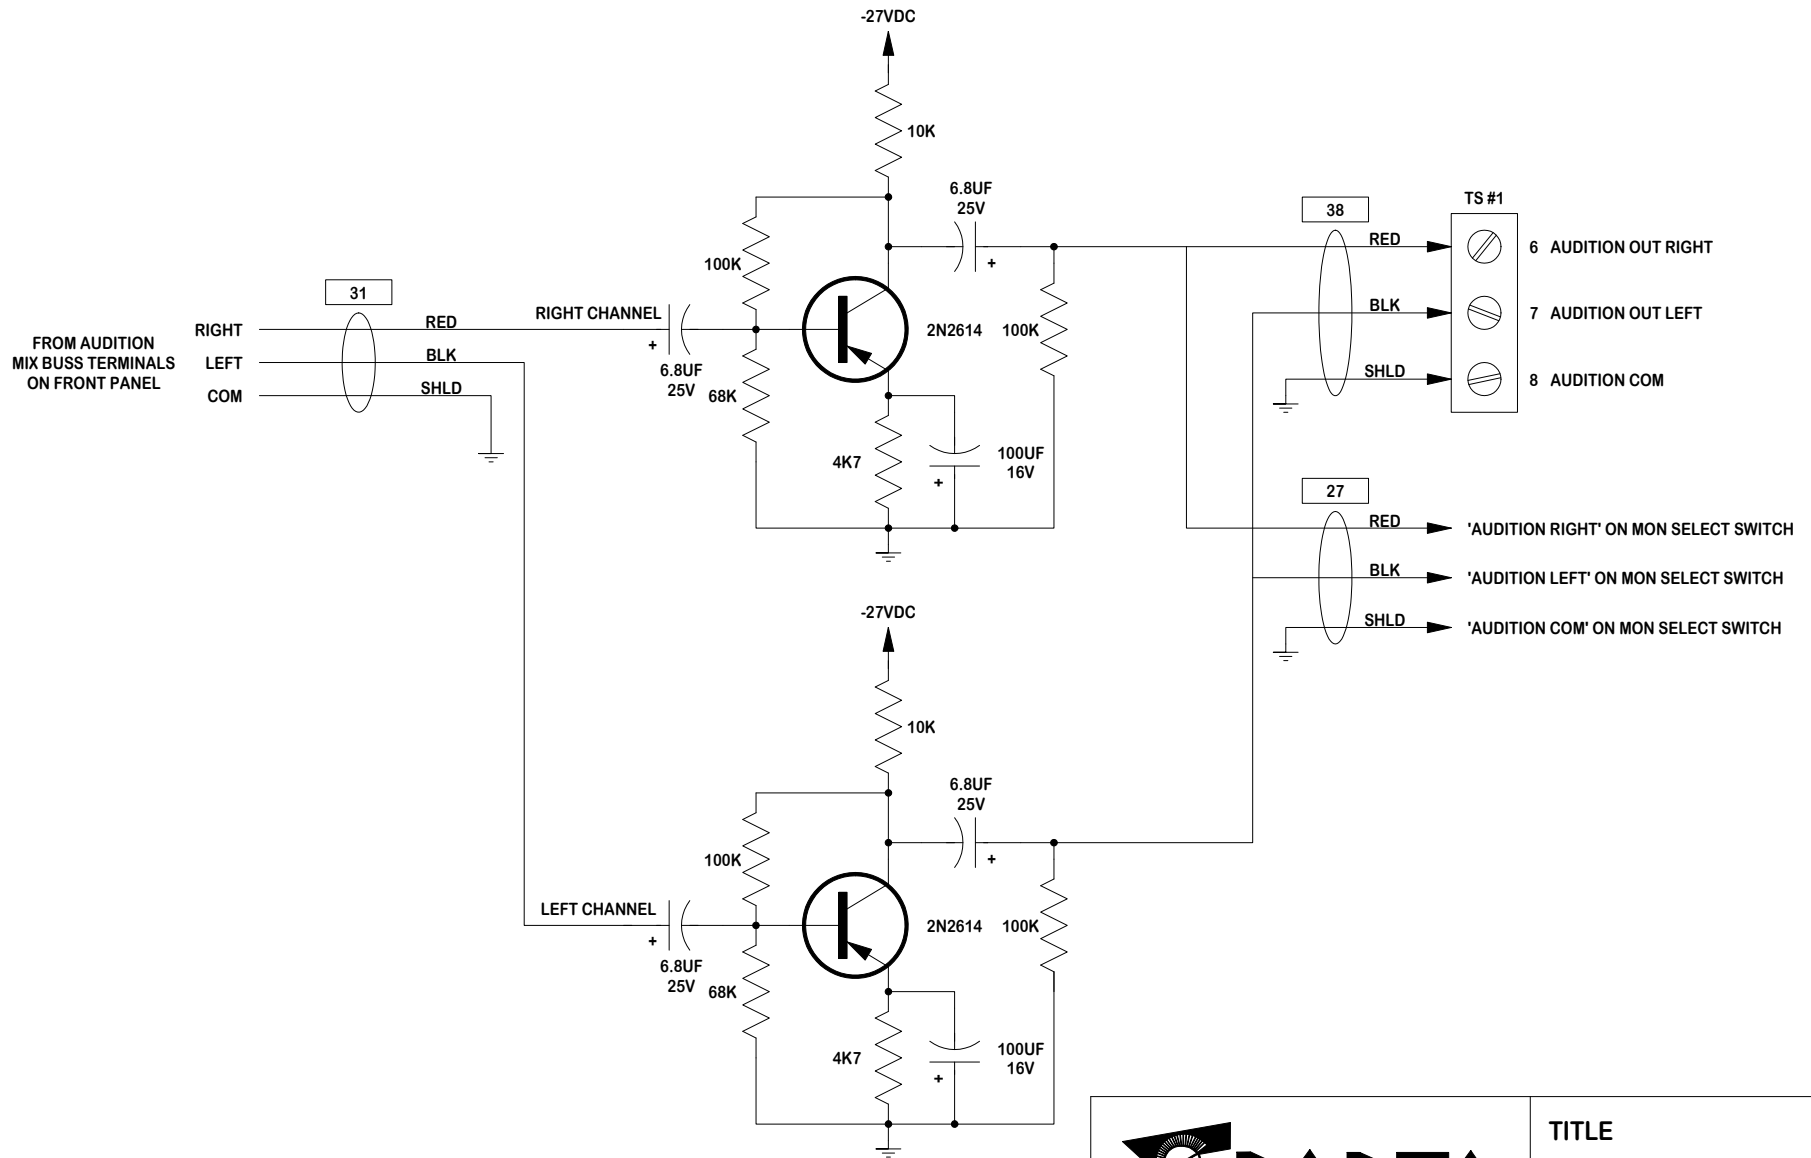 -27VDC
10K
6.8UF
25V
TS #1
38
RED
6 AUDITION OUT RIGHT
100K
31
RIGHT CHANNEL
BLK
7 AUDITION OUT LEFT
FROM AUDITION
MIX BUSS TERMINALS
ON FRONT PANEL
RIGHT
RED
LEFT
BLK
COM
SHLD
+
6.8UF
25V
+
2N2614
100K
68K
SHLD
8 AUDITION COM
4K7
100UF
16V
+
27
RED
'AUDITION RIGHT' ON MON SELECT SWITCH
BLK
'AUDITION LEFT' ON MON SELECT SWITCH
SHLD
'AUDITION COM' ON MON SELECT SWITCH
-27VDC
10K
6.8UF
25V
+
100K
LEFT CHANNEL
+
6.8UF
25V
2N2614
100K
68K
4K7
100UF
16V
+
TITLE